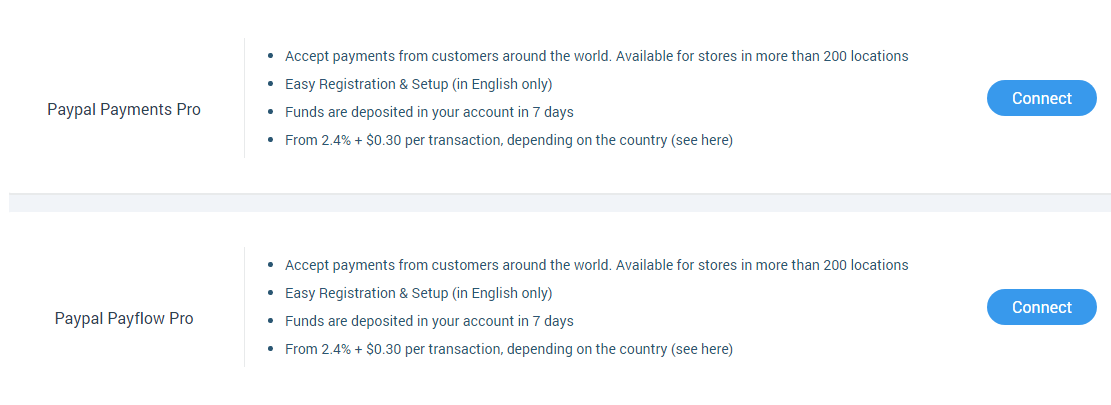 Paypal Payments Pro
Accept payments from customers around the world. Available for stores in more than 200 locations
Easy Registration & Setup (in English only)
Funds are deposited in your account in 7 days
From 2.4% + $0.30 per transaction, depending on the country (see here)
Connect
Paypal Payflow Pro
Accept payments from customers around the world. Available for stores in more than 200 locations
Easy Registration & Setup (in English only)
Funds are deposited in your account in 7 days
From 2.4% + $0.30 per transaction, depending on the country (see here)
Connect